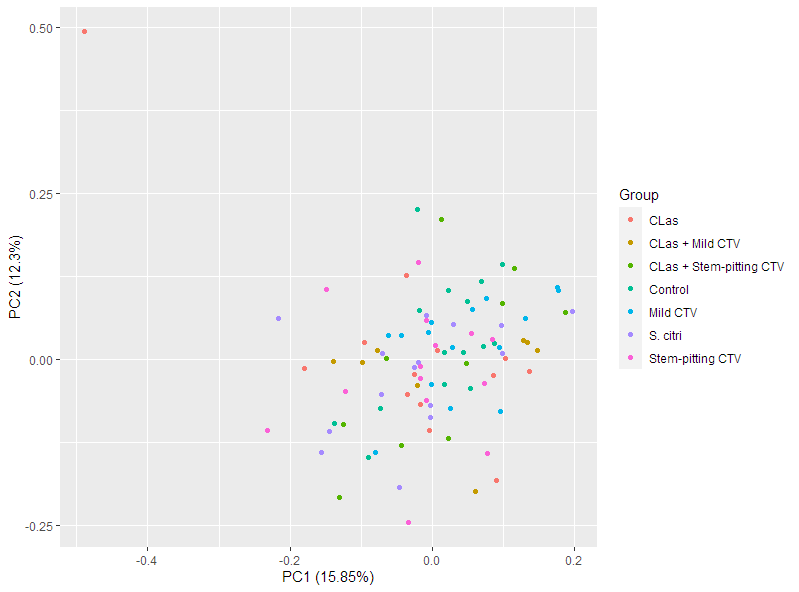 0.50
0.25
0.00
-0.25
PC2 (12.3%)
-0.4
-0.2
0.0
0.2
PC1 (15.85%)
Group
CLas
CLas + Mild CTV
CLas + Stem-pitting CTV
Control
Mild CTV
S. citri
Stem-pitting CTV